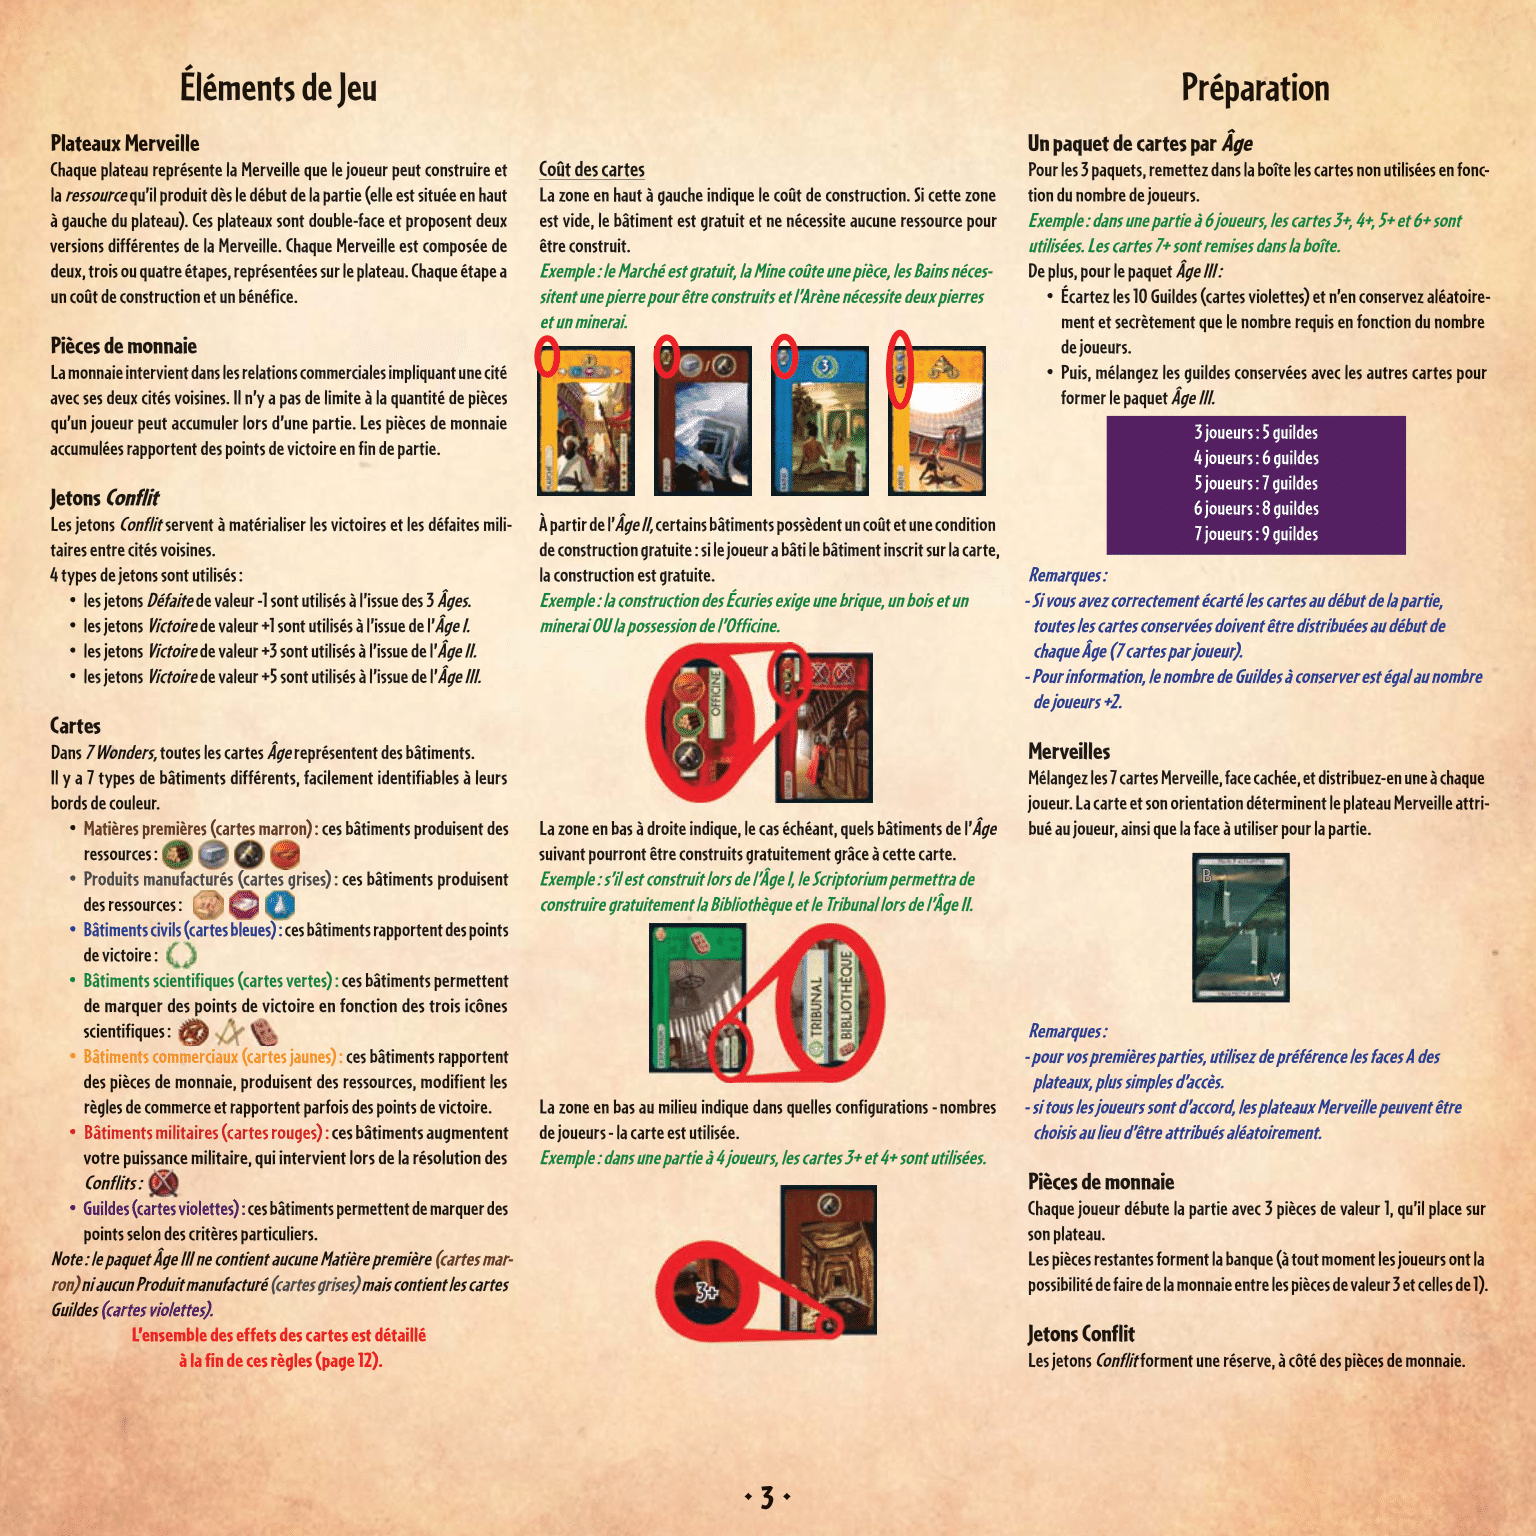 Éléments de Jeu
Plateaux Merveille
Chaque plateau représente la Merveille que le joueur peut construire et
la ressource qu'il produit dès le début de la partie (elle est située en haut
à gauche du plateau). Ces plateaux sont double-face et proposent deux
versions différentes de la Merveille. Chaque Merveille est composée de
deux, trois ou quatre étapes, représentées sur le plateau. Chaque étape a
un coût de construction et un bénéfice.
Pièces de monnaie
La monnaie intervient dans les relations commerciales impliquant une cité
avec ses deux cités voisines. Il n'y a pas de limite à la quantité de pièces
qu'un joueur peut accumuler lors d'une partie. Les pièces de monnaie
accumulées rapportent des points de victoire en fin de partie.
Jetons Conflit
Les jetons Conflit servent à matérialiser les victoires et les défaites mili-
taires entre cités voisines.
4 types de jetons sont utilisés :
• les jetons Défaite de valeur -1 sont utilisés à l'issue des 3 Âges.
• les jetons Victoire de valeur +1 sont utilisés à l'issue de l'Âge I.
• les jetons Victoire de valeur +3 sont utilisés à l'issue de l'Âge II.
• les jetons Victoire de valeur +5 sont utilisés à l'issue de l'Âge III.
Cartes
Dans 7 Wonders, toutes les cartes Âge représentent des bâtiments.
Il y a 7 types de bâtiments différents, facilement identifiables à leurs
bords de couleur.
• Matières premières (cartes marron) : ces bâtiments produisent des
ressources :
• Produits manufacturés (cartes grises) : ces bâtiments produisent
des ressources :
• Bâtiments civils (cartes bleues) : ces bâtiments rapportent des points
de victoire :
• Bâtiments scientifiques (cartes vertes) : ces bâtiments permettent
de marquer des points de victoire en fonction des trois icônes
scientifiques :
• Bâtiments commerciaux (cartes jaunes) : ces bâtiments rapportent
des pièces de monnaie, produisent des ressources, modifient les
règles de commerce et rapportent parfois des points de victoire.
• Bâtiments militaires (cartes rouges) : ces bâtiments augmentent
votre puissance militaire, qui intervient lors de la résolution des
Conflits :
• Guildes (cartes violettes) : ces bâtiments permettent de marquer des
points selon des critères particuliers.
Note : le paquet Âge III ne contient aucune Matière première (cartes mar-
ron) ni aucun Produit manufacturé (cartes grises) mais contient les cartes
Guildes (cartes violettes).
L'ensemble des effets des cartes est détaillé
à la fin de ces règles (page 12).
Coût des cartes
La zone en haut à gauche indique le coût de construction. Si cette zone
est vide, le bâtiment est gratuit et ne nécessite aucune ressource pour
être construit.
Exemple : le Marché est gratuit, la Mine coûte une pièce, les Bains néces-
sitent une pierre pour être construits et l'Arène nécessite deux pierres
et un minerai.
/
3
À partir de l'Âge II, certains bâtiments possèdent un coût et une condition
de construction gratuite : si le joueur a bâti le bâtiment inscrit sur la carte,
la construction est gratuite.
Exemple : la construction des Écuries exige une brique, un bois et un
minerai OU la possession de l'Officine.
OFFICINE
La zone en bas à droite indique, le cas échéant, quels bâtiments de l'Âge
suivant pourront être construits gratuitement grâce à cette carte.
Exemple : s'il est construit lors de l'Âge I, le Scriptorium permettra de
construire gratuitement la Bibliothèque et le Tribunal lors de l'Âge II.
TRIBUNAL
BIBLIOTHÈQUE
La zone en bas au milieu indique dans quelles configurations - nombres
de joueurs - la carte est utilisée.
Exemple : dans une partie à 4 joueurs, les cartes 3+ et 4+ sont utilisées.
3+
Préparation
Un paquet de cartes par Âge
Pour les 3 paquets, remettez dans la boîte les cartes non utilisées en fonc-
tion du nombre de joueurs.
Exemple : dans une partie à 6 joueurs, les cartes 3+, 4+, 5+ et 6+ sont
utilisées. Les cartes 7+ sont remises dans la boîte.
De plus, pour le paquet Âge III :
• Écartez les 10 Guildes (cartes violettes) et n'en conservez aléatoire-
ment et secrètement que le nombre requis en fonction du nombre
de joueurs.
• Puis, mélangez les guildes conservées avec les autres cartes pour
former le paquet Âge III.
3 joueurs : 5 guildes
4 joueurs : 6 guildes
5 joueurs : 7 guildes
6 joueurs : 8 guildes
7 joueurs : 9 guildes
Remarques :
- Si vous avez correctement écarté les cartes au début de la partie,
toutes les cartes conservées doivent être distribuées au début de
chaque Âge (7 cartes par joueur).
- Pour information, le nombre de Guildes à conserver est égal au nombre
de joueurs +2.
Merveilles
Mélangez les 7 cartes Merveille, face cachée, et distribuez-en une à chaque
joueur. La carte et son orientation déterminent le plateau Merveille attri-
bué au joueur, ainsi que la face à utiliser pour la partie.
B
A
Remarques :
- pour vos premières parties, utilisez de préférence les faces A des
plateaux, plus simples d'accès.
- si tous les joueurs sont d'accord, les plateaux Merveille peuvent être
choisis au lieu d'être attribués aléatoirement.
Pièces de monnaie
Chaque joueur débute la partie avec 3 pièces de valeur 1, qu'il place sur
son plateau.
Les pièces restantes forment la banque (à tout moment les joueurs ont la
possibilité de faire de la monnaie entre les pièces de valeur 3 et celles de 1).
Jetons Conflit
Les jetons Conflit forment une réserve, à côté des pièces de monnaie.
• 3 •